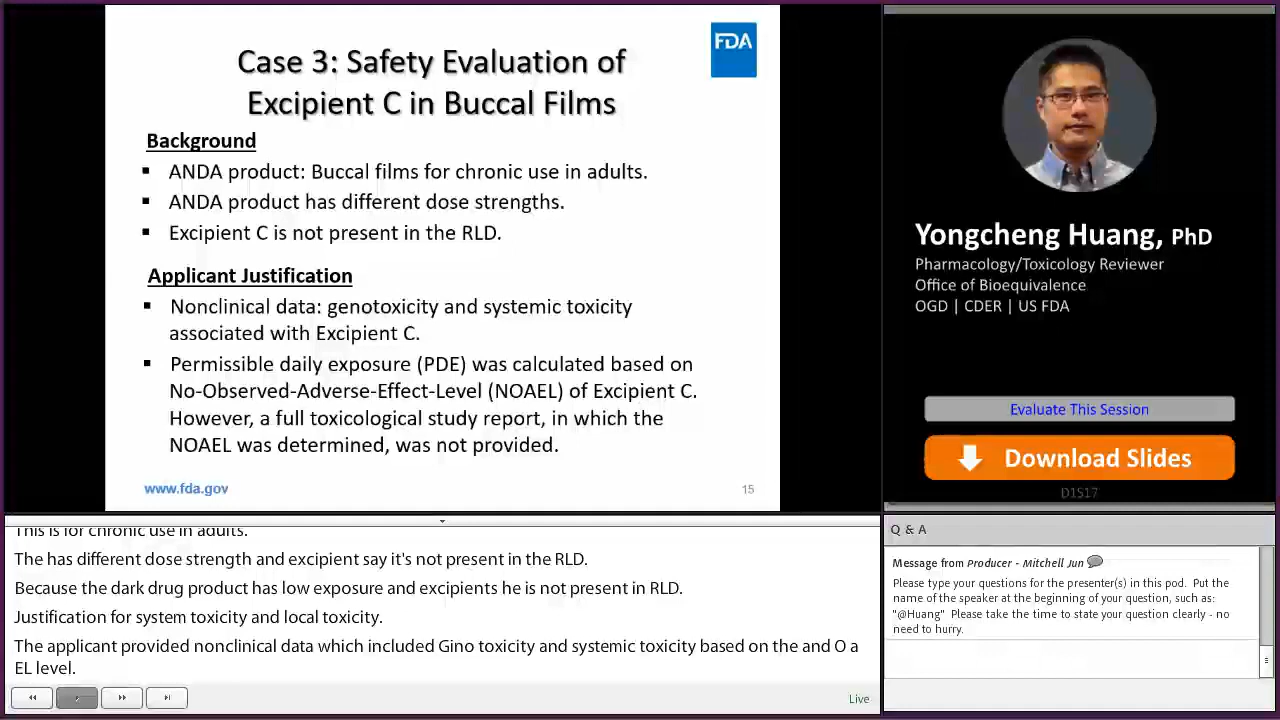 FDA
Case 3: Safety Evaluation of
Excipient C in Buccal Films
Background
▪ ANDA product: Buccal films for chronic use in adults.
▪ ANDA product has different dose strengths.
▪ Excipient C is not present in the RLD.
Applicant Justification
▪ Nonclinical data: genotoxicity and systemic toxicity
associated with Excipient C.
▪ Permissible daily exposure (PDE) was calculated based on
No-Observed-Adverse-Effect-Level (NOAEL) of Excipient C.
However, a full toxicological study report, in which the
NOAEL was determined, was not provided.
www.fda.gov
15
Yongcheng Huang, PhD
Pharmacology/Toxicology Reviewer
Office of Bioequivalence
OGD | CDER | US FDA
Evaluate This Session
Download Slides
D1S17
This is for chronic use in adults.
The has different dose strength and excipient say it's not present in the RLD.
Because the dark drug product has low exposure and excipients he is not present in RLD.
Justification for system toxicity and local toxicity.
The applicant provided nonclinical data which included Gino toxicity and systemic toxicity based on the and O a
EL level.
Live
Q & A
Message from Producer - Mitchell Jun
Please type your questions for the presenter(s) in this pod. Put the
name of the speaker at the beginning of your question, such as:
"@Huang" Please take the time to state your question clearly - no
need to hurry.